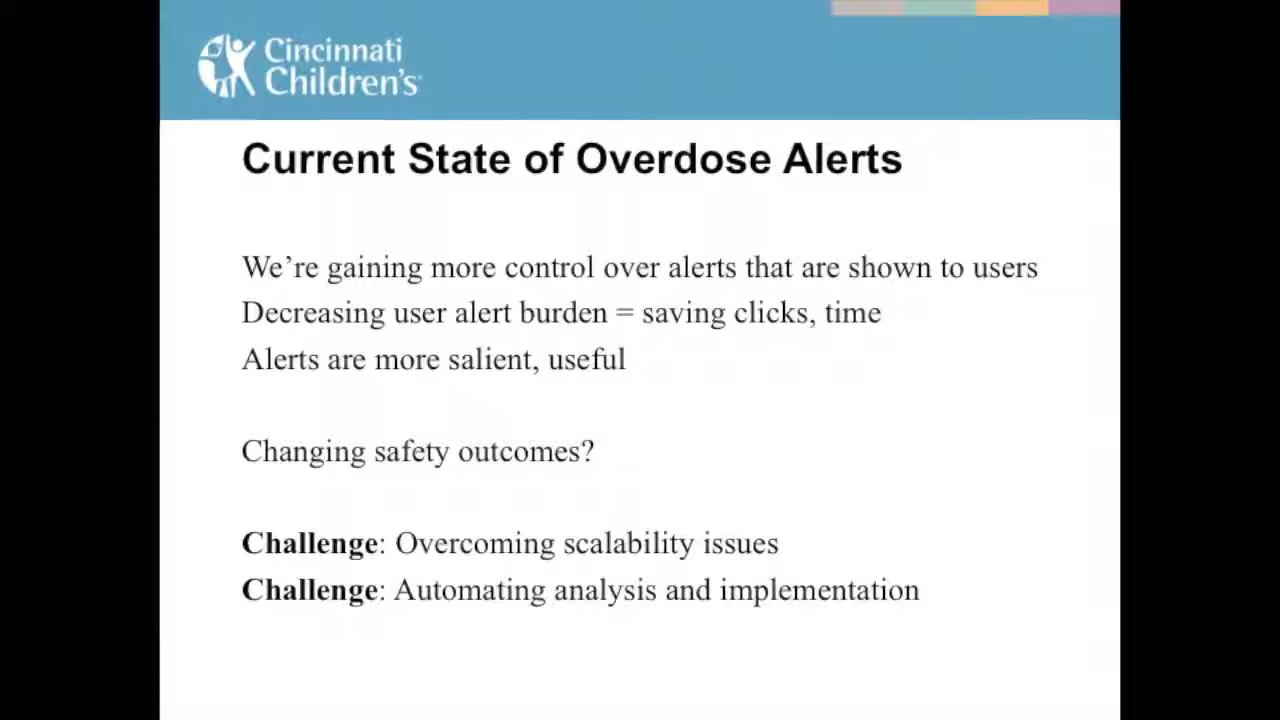 Cincinnati
Children's
Current State of Overdose Alerts
We're gaining more control over alerts that are shown to users
Decreasing user alert burden = saving clicks, time
Alerts are more salient, useful
Changing safety outcomes?
Challenge: Overcoming scalability issues
Challenge: Automating analysis and implementation